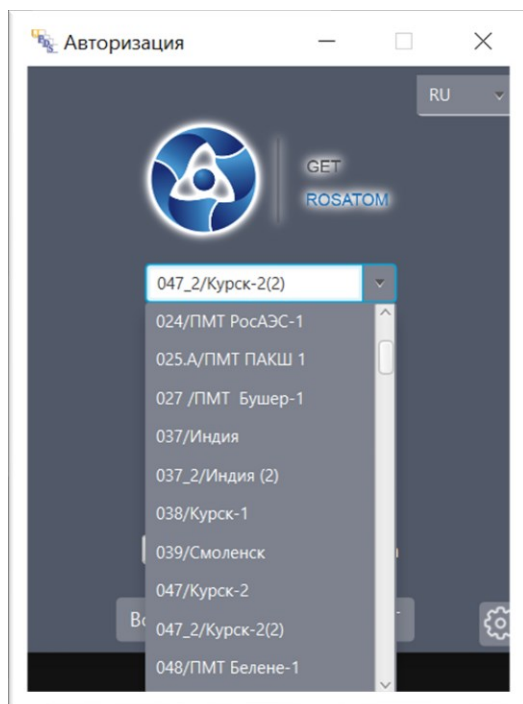 Авторизация
RU
GET
ROSATOM
047_2/Курск-2(2)
024/ПМТ РосАЭС-1
025.А/ПМТ ПАКШ 1
027 /ПМТ  Бушер-1
037/Индия
037_2/Индия (2)
038/Курск-1
039/Смоленск
047/Курск-2
047_2/Курск-2(2)
048/ПМТ Белене-1